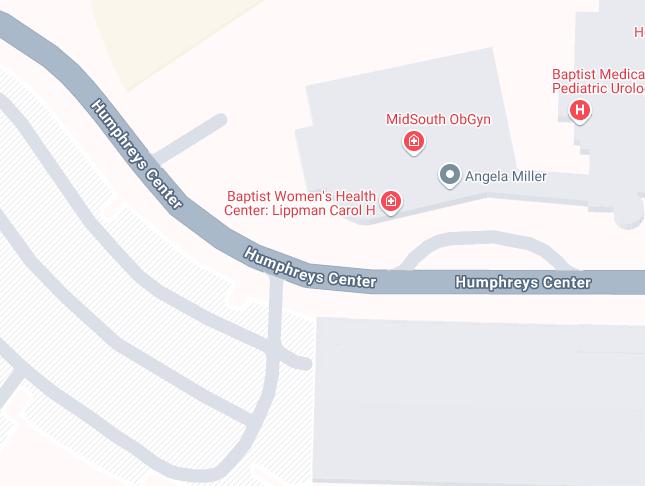 H
Baptist Medica
Pediatric Urolo
H
MidSouth ObGyn
Angela Miller
Baptist Women's Health
Center: Lippman Carol H
Humphreys Center
Humphreys Center
Humphreys Center